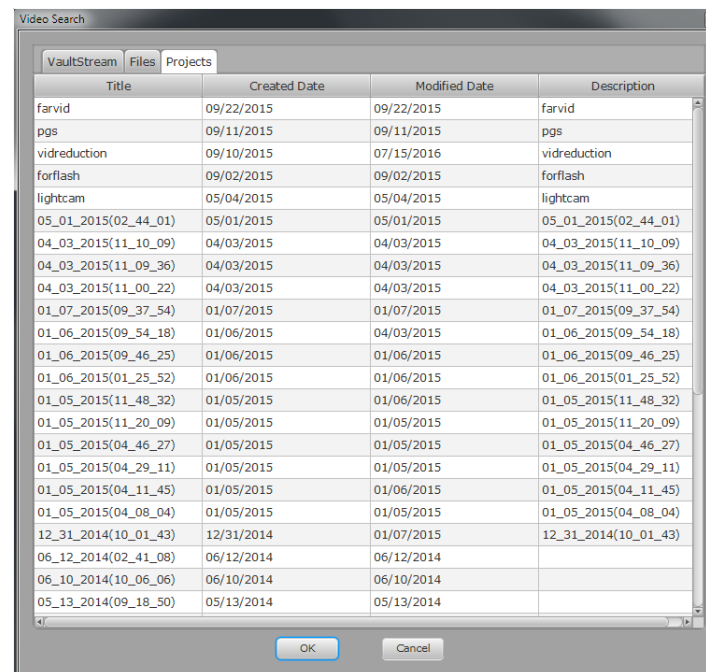 Video Search
VaultStream Files Projects
Title Created Date Modified Date Description
farvid 09/22/2015 09/22/2015 farvid
pgs 09/11/2015 09/11/2015 pgs
vidreduction 09/10/2015 07/15/2016 vidreduction
forflash 09/02/2015 09/02/2015 forflash
lightcam 05/04/2015 05/04/2015 lightcam
05_01_2015(02_44_01) 05/01/2015 05/01/2015 05_01_2015(02_44_01)
04_03_2015(11_10_09) 04/03/2015 04/03/2015 04_03_2015(11_10_09)
04_03_2015(11_09_36) 04/03/2015 04/03/2015 04_03_2015(11_09_36)
04_03_2015(11_00_22) 04/03/2015 04/03/2015 04_03_2015(11_00_22)
01_07_2015(09_37_54) 01/07/2015 01/07/2015 01_07_2015(09_37_54)
01_06_2015(09_54_18) 01/06/2015 04/03/2015 01_06_2015(09_54_18)
01_06_2015(09_46_25) 01/06/2015 01/06/2015 01_06_2015(09_46_25)
01_06_2015(01_25_52) 01/06/2015 01/06/2015 01_06_2015(01_25_52)
01_05_2015(11_48_32) 01/05/2015 01/06/2015 01_05_2015(11_48_32)
01_05_2015(11_20_09) 01/05/2015 01/05/2015 01_05_2015(11_20_09)
01_05_2015(04_46_27) 01/05/2015 01/05/2015 01_05_2015(04_46_27)
01_05_2015(04_29_11) 01/05/2015 01/05/2015 01_05_2015(04_29_11)
01_05_2015(04_11_45) 01/05/2015 01/06/2015 01_05_2015(04_11_45)
01_05_2015(04_08_04) 01/05/2015 01/05/2015 01_05_2015(04_08_04)
12_31_2014(10_01_43) 12/31/2014 01/07/2015 12_31_2014(10_01_43)
06_12_2014(02_41_08) 06/12/2014 06/12/2014
06_10_2014(10_06_06) 06/10/2014 06/10/2014
05_13_2014(09_18_50) 05/13/2014 05/13/2014
OK Cancel